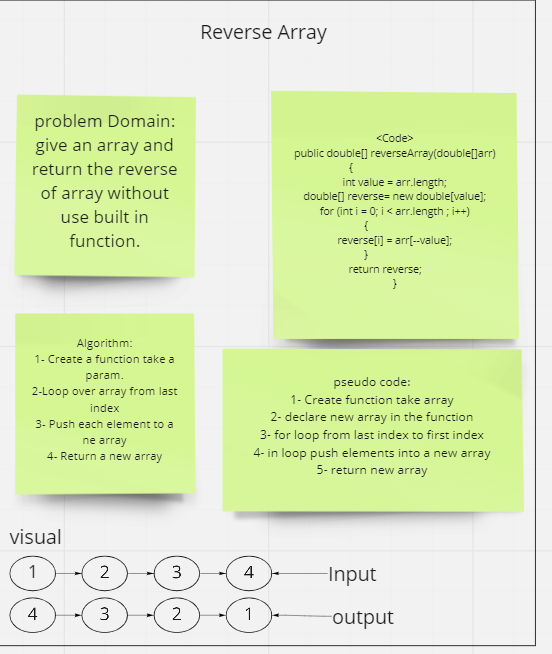 Reverse Array
problem Domain:
give an array and
return the reverse
of array without
use built in
function.
<Code>
public double[] reverseArray(double[]arr)
{
int value = arr.length;
double[] reverse= new double[value];
for (int i = 0; i < arr.length ; i++)
{
reverse[i] = arr[--value];
}
return reverse;
}
Algorithm:
1- Create a function take a
param.
2-Loop over array from last
index
3- Push each element to a
ne array
4- Return a new array
pseudo code:
1- Create function take array
2- declare new array in the function
3- for loop from last index to first index
4- in loop push elements into a new array
5- return new array
visual
1 2 3 4 Input
4 3 2 1 output